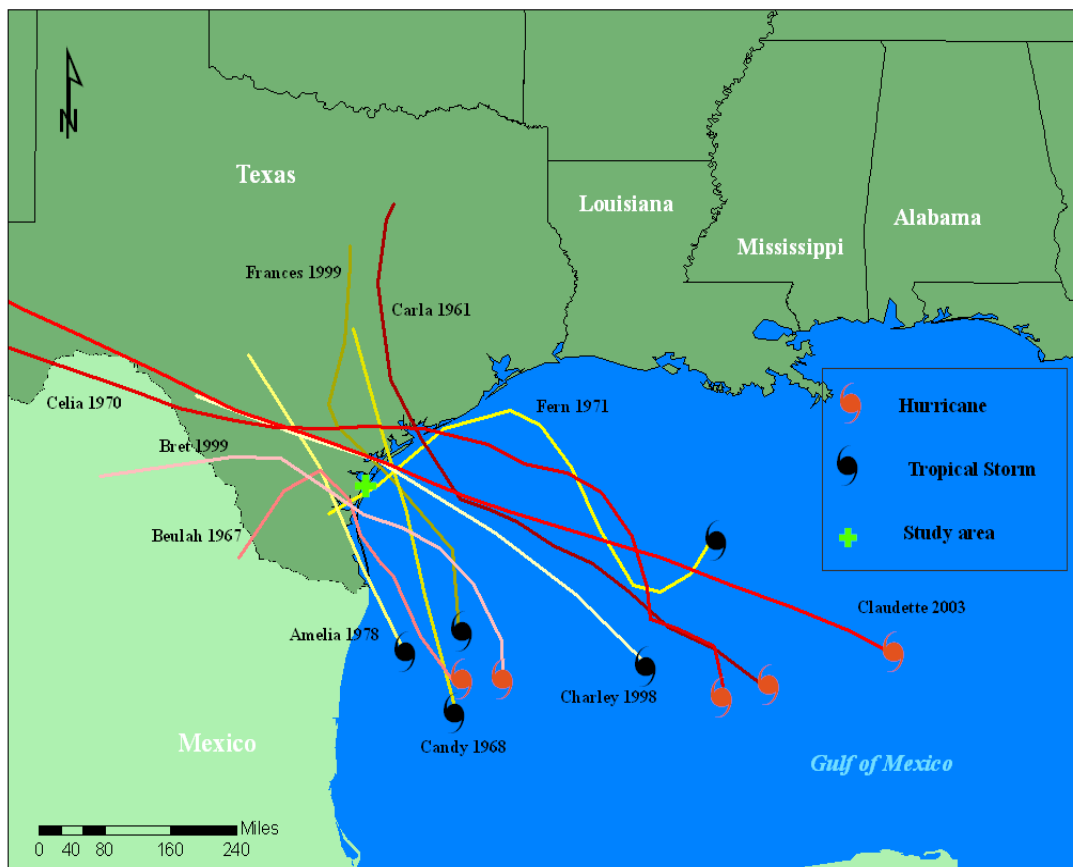 N
Texas
Louisiana
Alabama
Mississippi
Frances 1999
Carla 1961
Celia 1970
Fern 1971
Hurricane
Bret 1999
Tropical Storm
Beulah 1967
Study area
Claudette 2003
Amelia 1978
Charley 1998
Candy 1968
Mexico
Gulf of Mexico
Miles
0 40 80 160 240